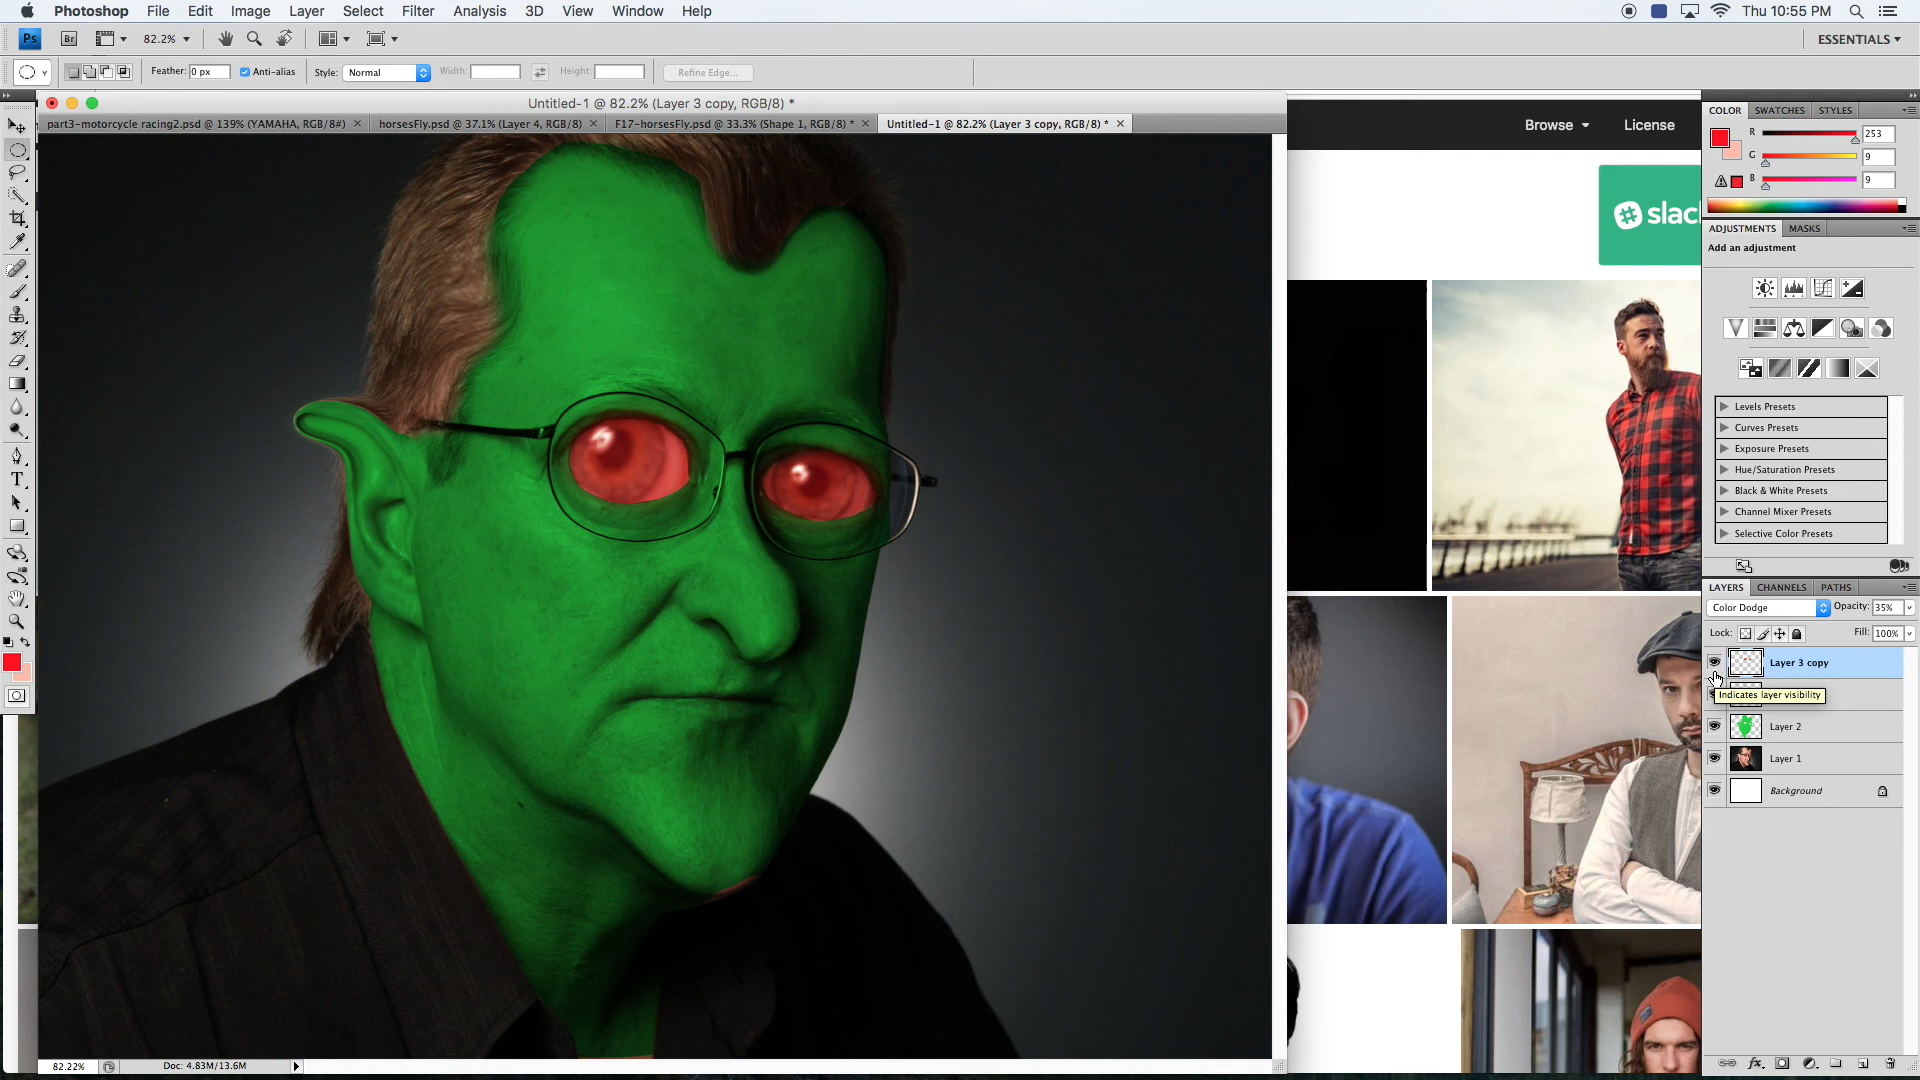 Photoshop File Edit Image Layer Select Filter Analysis 3D View Window Help Thu 10:55 PM
Ps Br 82.2% ESSENTIALS
Feather: 0 px Anti-alias Style: Normal Width: Height: Refine Edge...
Untitled-1 @ 82.2% (Layer 3 copy, RGB/8) *
part3-motorcycle racing2.psd @ 139% (YAMAHA, RGB/8#) horsesFly.psd @ 37.1% (Layer 4, RGB/8) F17-horsesFly.psd @ 33.3% (Shape 1, RGB/8) * Untitled-1 @ 82.2% (Layer 3 copy, RGB/8) *
Browse License
slack
COLOR SWATCHES STYLES
R 253
G 9
B 9
ADJUSTMENTS MASKS
Add an adjustment
Levels Presets
Curves Presets
Exposure Presets
Hue/Saturation Presets
Black & White Presets
Channel Mixer Presets
Selective Color Presets
LAYERS CHANNELS PATHS
Color Dodge Opacity: 35%
Lock: Fill: 100%
Layer 3 copy
Indicates layer visibility
Layer 2
Layer 1
Background
fx
T
82.22% Doc: 4.83M/13.6M